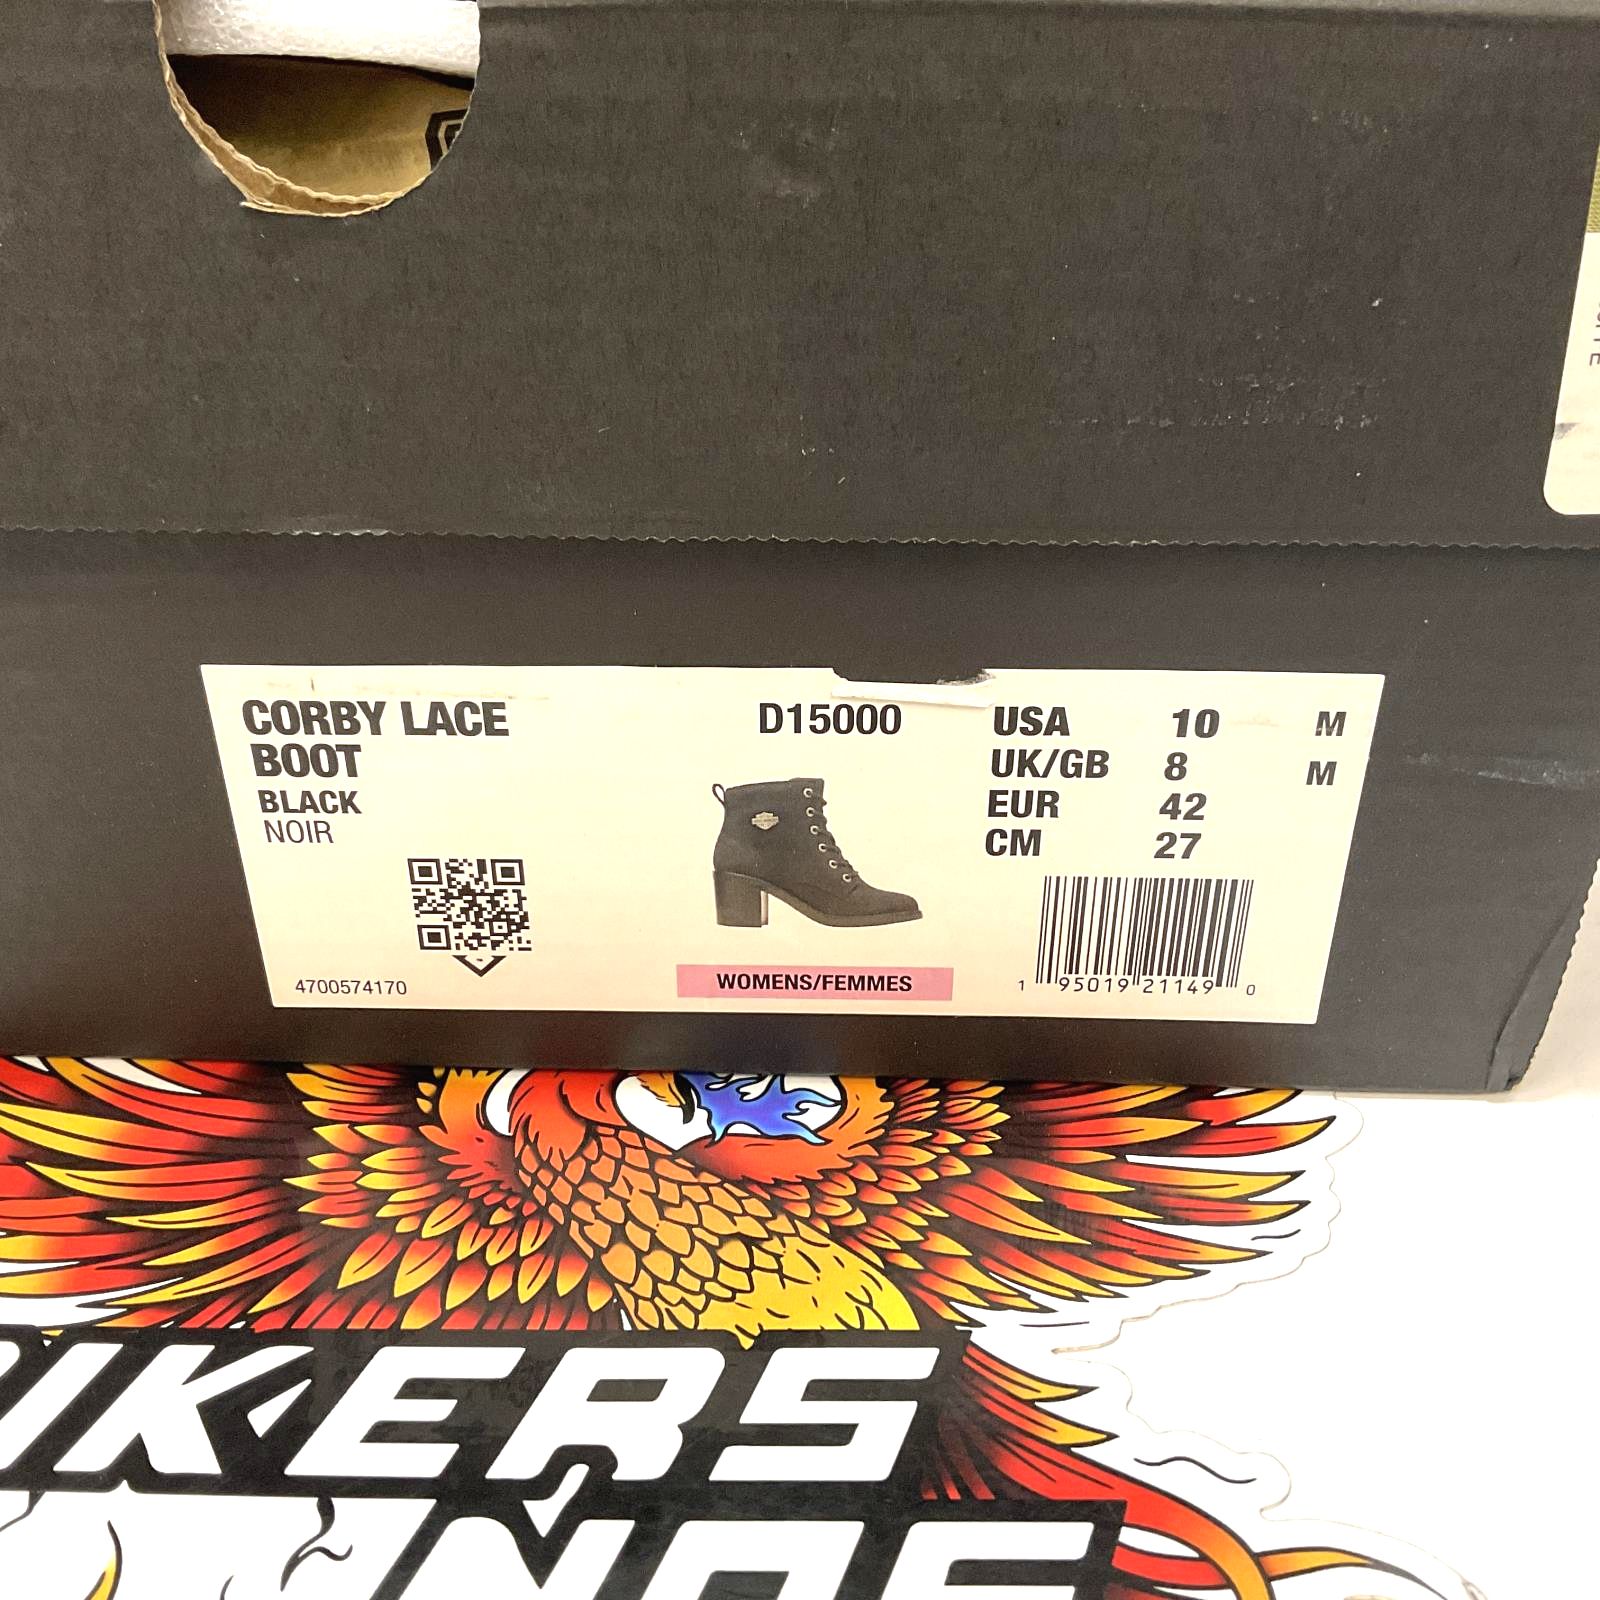 CORBY LACE
BOOT
BLACK
NOIR
4700574170
D15000
WOMENS/FEMMES
USA 10 M
UK/GB 8 M
EUR 42
CM 27
1 95019 21149 0
IKERS